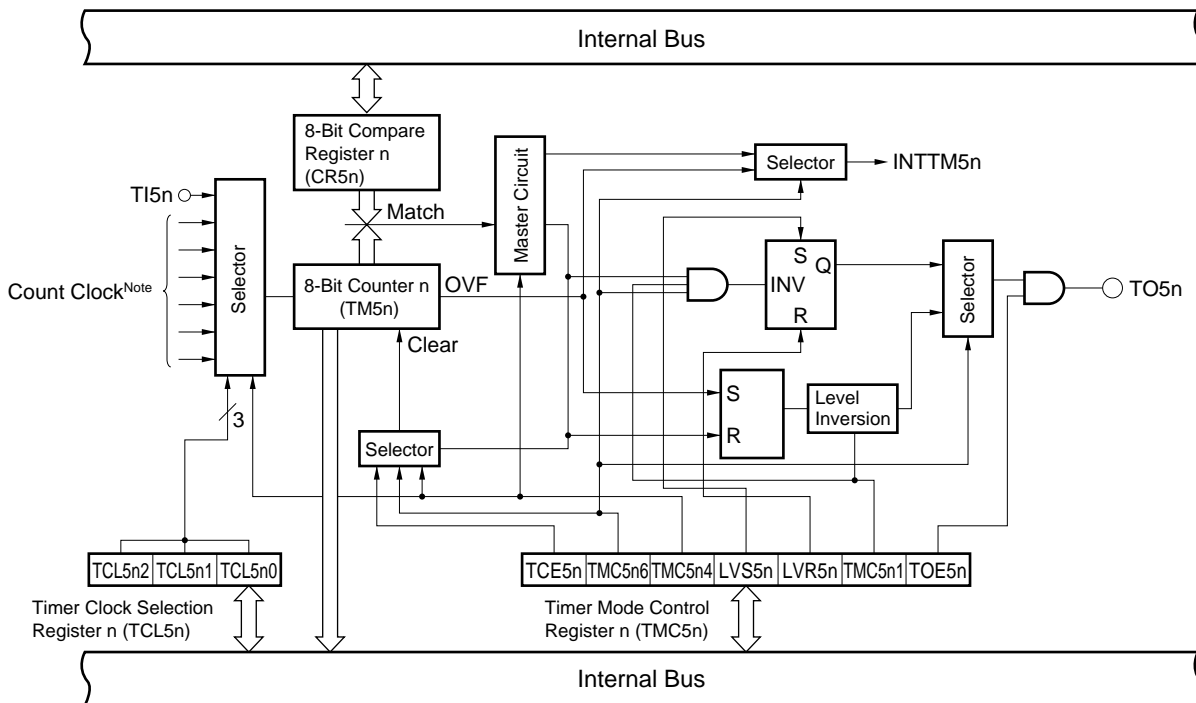 Internal Bus
8-Bit Compare
Register n
(CR5n)
Match
Master Circuit
Selector
INTTM5n
TI5n
Count Clock^Note
Selector
8-Bit Counter n
(TM5n)
OVF
Clear
S
INV
Q
R
Selector
TO5n
3
Selector
S
R
Level
Inversion
TCL5n2 TCL5n1 TCL5n0
TCE5n TMC5n6 TMC5n4 LVS5n LVR5n TMC5n1 TOE5n
Timer Clock Selection
Register n (TCL5n)
Timer Mode Control
Register n (TMC5n)
Internal Bus